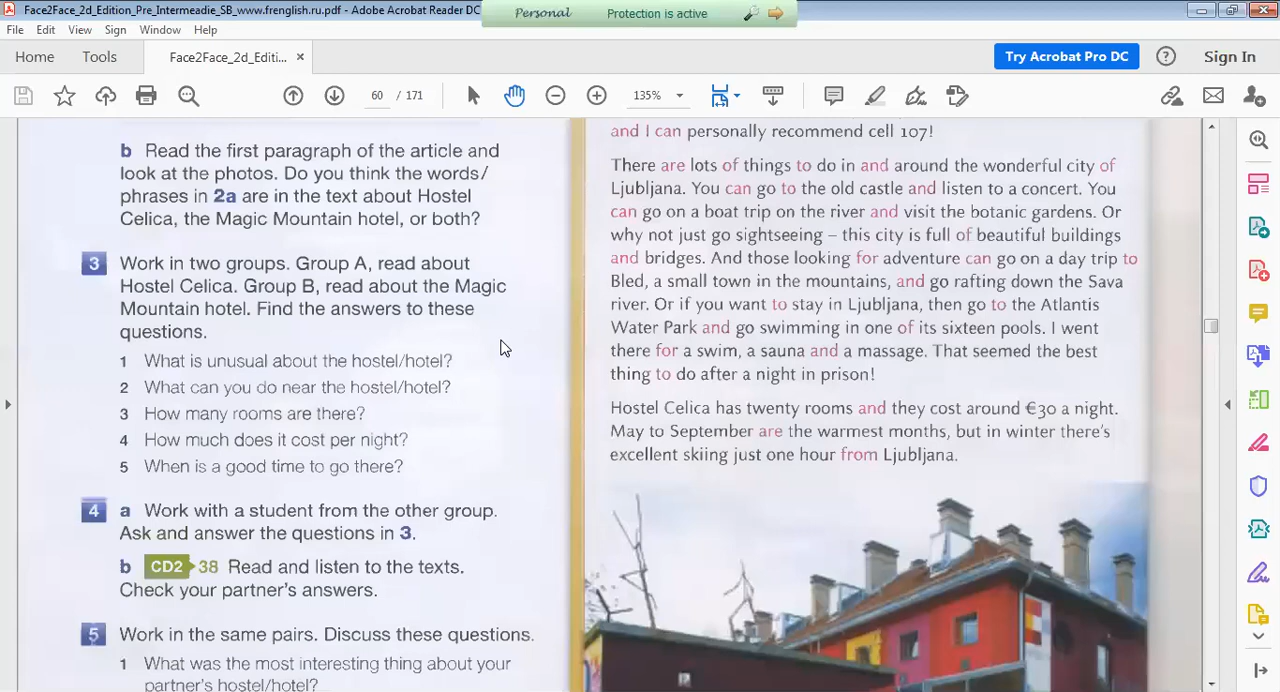 Face2Face_2d_Edition_Pre_Intermeadie_SB_www.frenglish.ru.pdf - Adobe Acrobat Reader DC
Personal Protection is active
File Edit View Sign Window Help
Home Tools Face2Face_2d_Editi... × Try Acrobat Pro DC Sign In
60 / 171 135%
b Read the first paragraph of the article and
look at the photos. Do you think the words/
phrases in 2a are in the text about Hostel
Celica, the Magic Mountain hotel, or both?
3 Work in two groups. Group A, read about
Hostel Celica. Group B, read about the Magic
Mountain hotel. Find the answers to these
questions.
1 What is unusual about the hostel/hotel?
2 What can you do near the hostel/hotel?
3 How many rooms are there?
4 How much does it cost per night?
5 When is a good time to go there?
4 a Work with a student from the other group.
Ask and answer the questions in 3.
b CD2 38 Read and listen to the texts.
Check your partner's answers.
5 Work in the same pairs. Discuss these questions.
1 What was the most interesting thing about your
partner's hostel/hotel?
and I can personally recommend cell 107!
There are lots of things to do in and around the wonderful city of
Ljubljana. You can go to the old castle and listen to a concert. You
can go on a boat trip on the river and visit the botanic gardens. Or
why not just go sightseeing – this city is full of beautiful buildings
and bridges. And those looking for adventure can go on a day trip to
Bled, a small town in the mountains, and go rafting down the Sava
river. Or if you want to stay in Ljubljana, then go to the Atlantis
Water Park and go swimming in one of its sixteen pools. I went
there for a swim, a sauna and a massage. That seemed the best
thing to do after a night in prison!
Hostel Celica has twenty rooms and they cost around €30 a night.
May to September are the warmest months, but in winter there's
excellent skiing just one hour from Ljubljana.